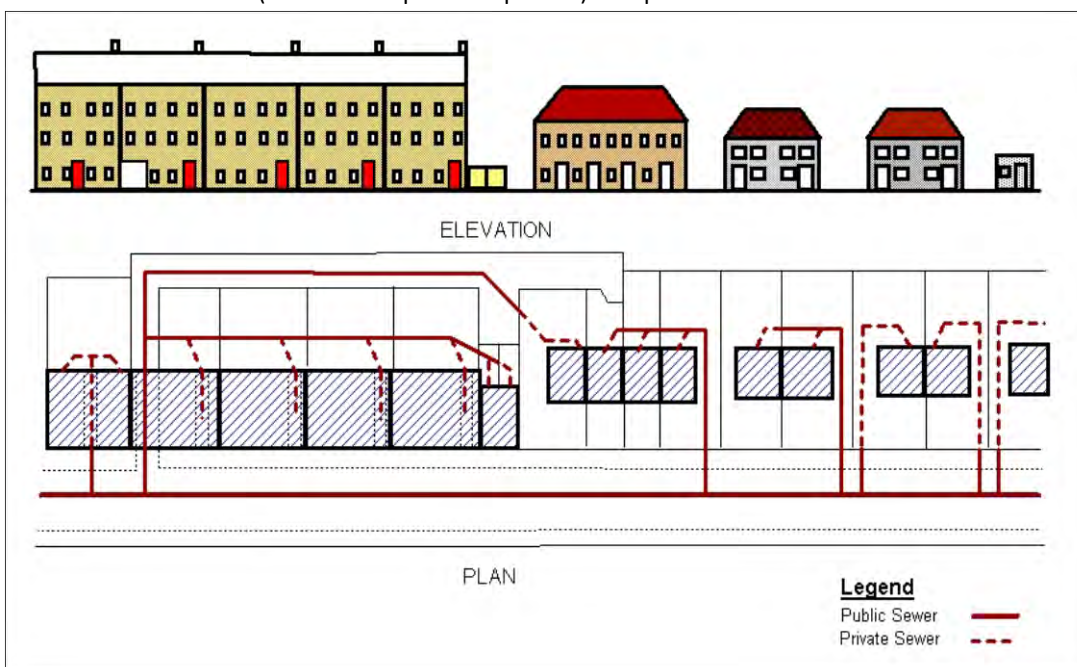 ELEVATION
PLAN
Legend
Public Sewer
Private Sewer